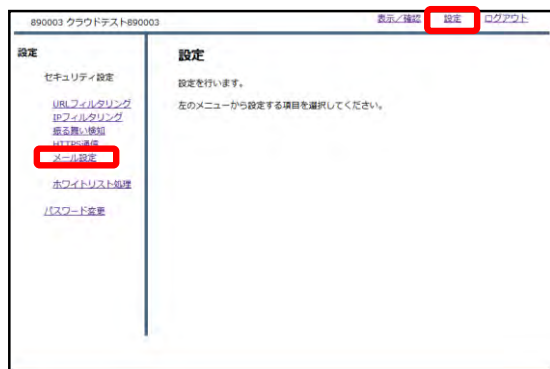 890003 クラウドテスト890003
表示/確認 設定 ログアウト
設定
セキュリティ設定
URLフィルタリング
IPフィルタリング
振る舞い検知
HTTPS通信
メール設定
ホワイトリスト処理
パスワード変更
設定
設定を行います。
左のメニューから設定する項目を選択してください。